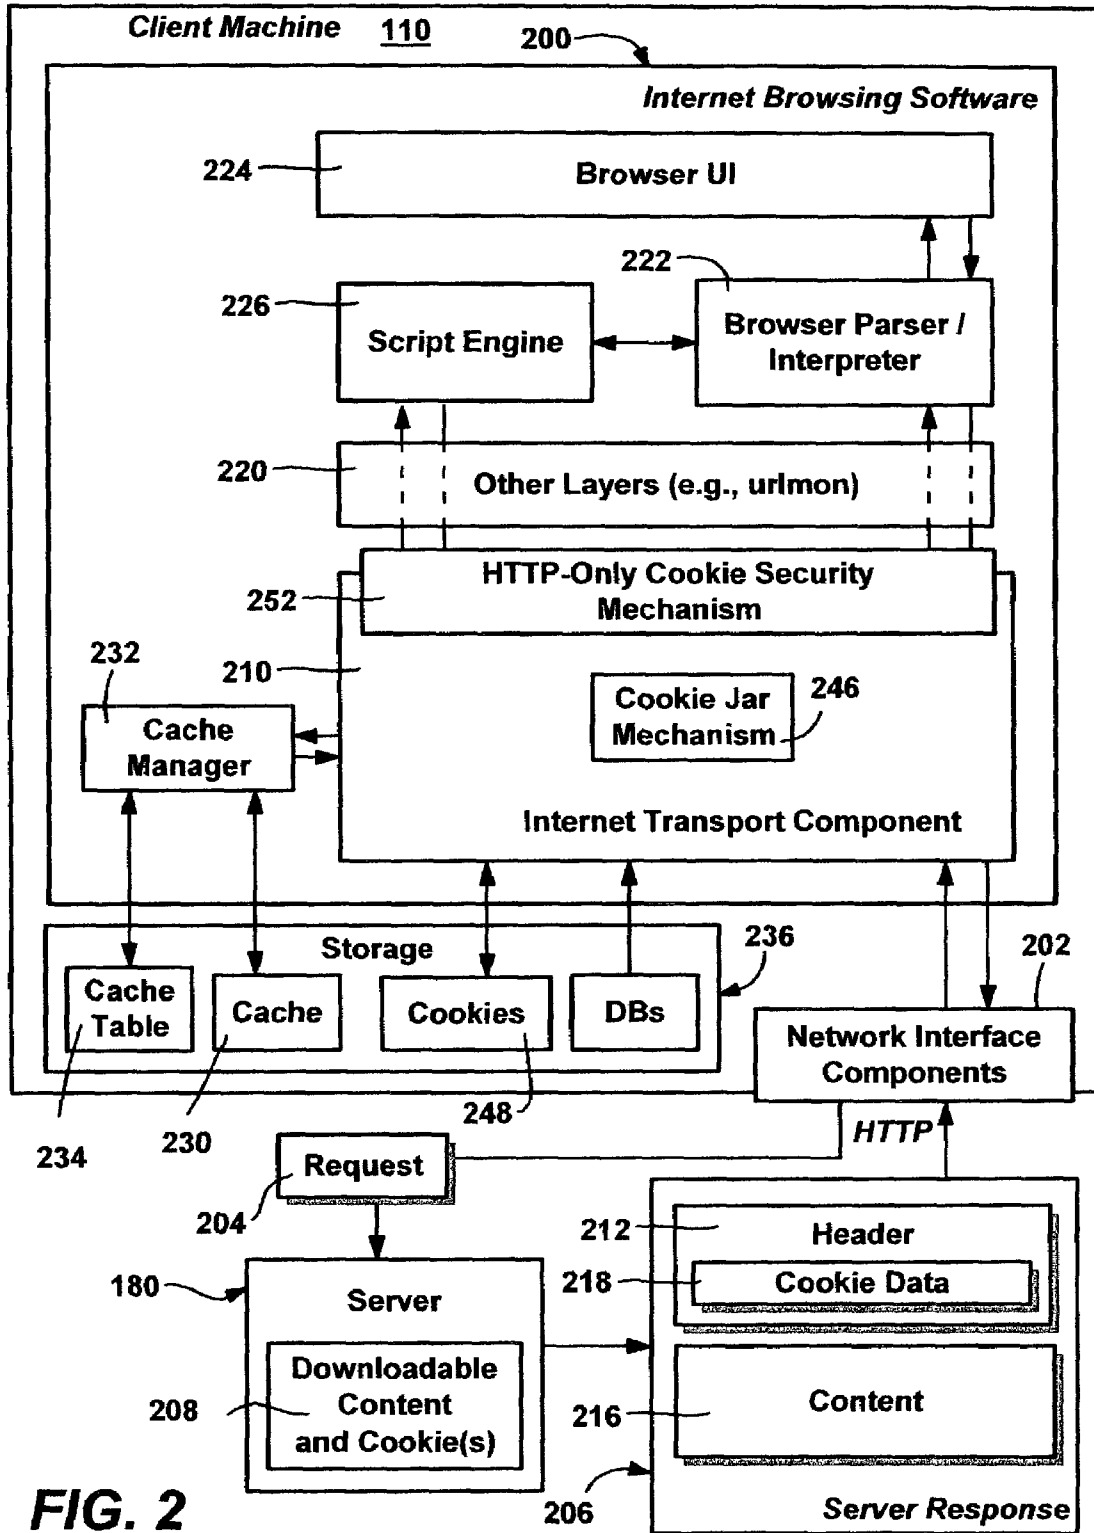 Client Machine 110
200
Internet Browsing Software
224
Browser UI
222
226
Script Engine
Browser Parser /
Interpreter
220
Other Layers (e.g., urlmon)
HTTP-Only Cookie Security
Mechanism
252
232
210
Cookie Jar
Mechanism
246
Cache
Manager
Internet Transport Component
Storage
236
202
Cache
Table
Cache
Cookies
DBs
Network Interface
Components
234
230
248
HTTP
Request
204
212
Header
218
Cookie Data
180
Server
Downloadable
Content
and Cookie(s)
208
Content
216
206
Server Response
FIG. 2